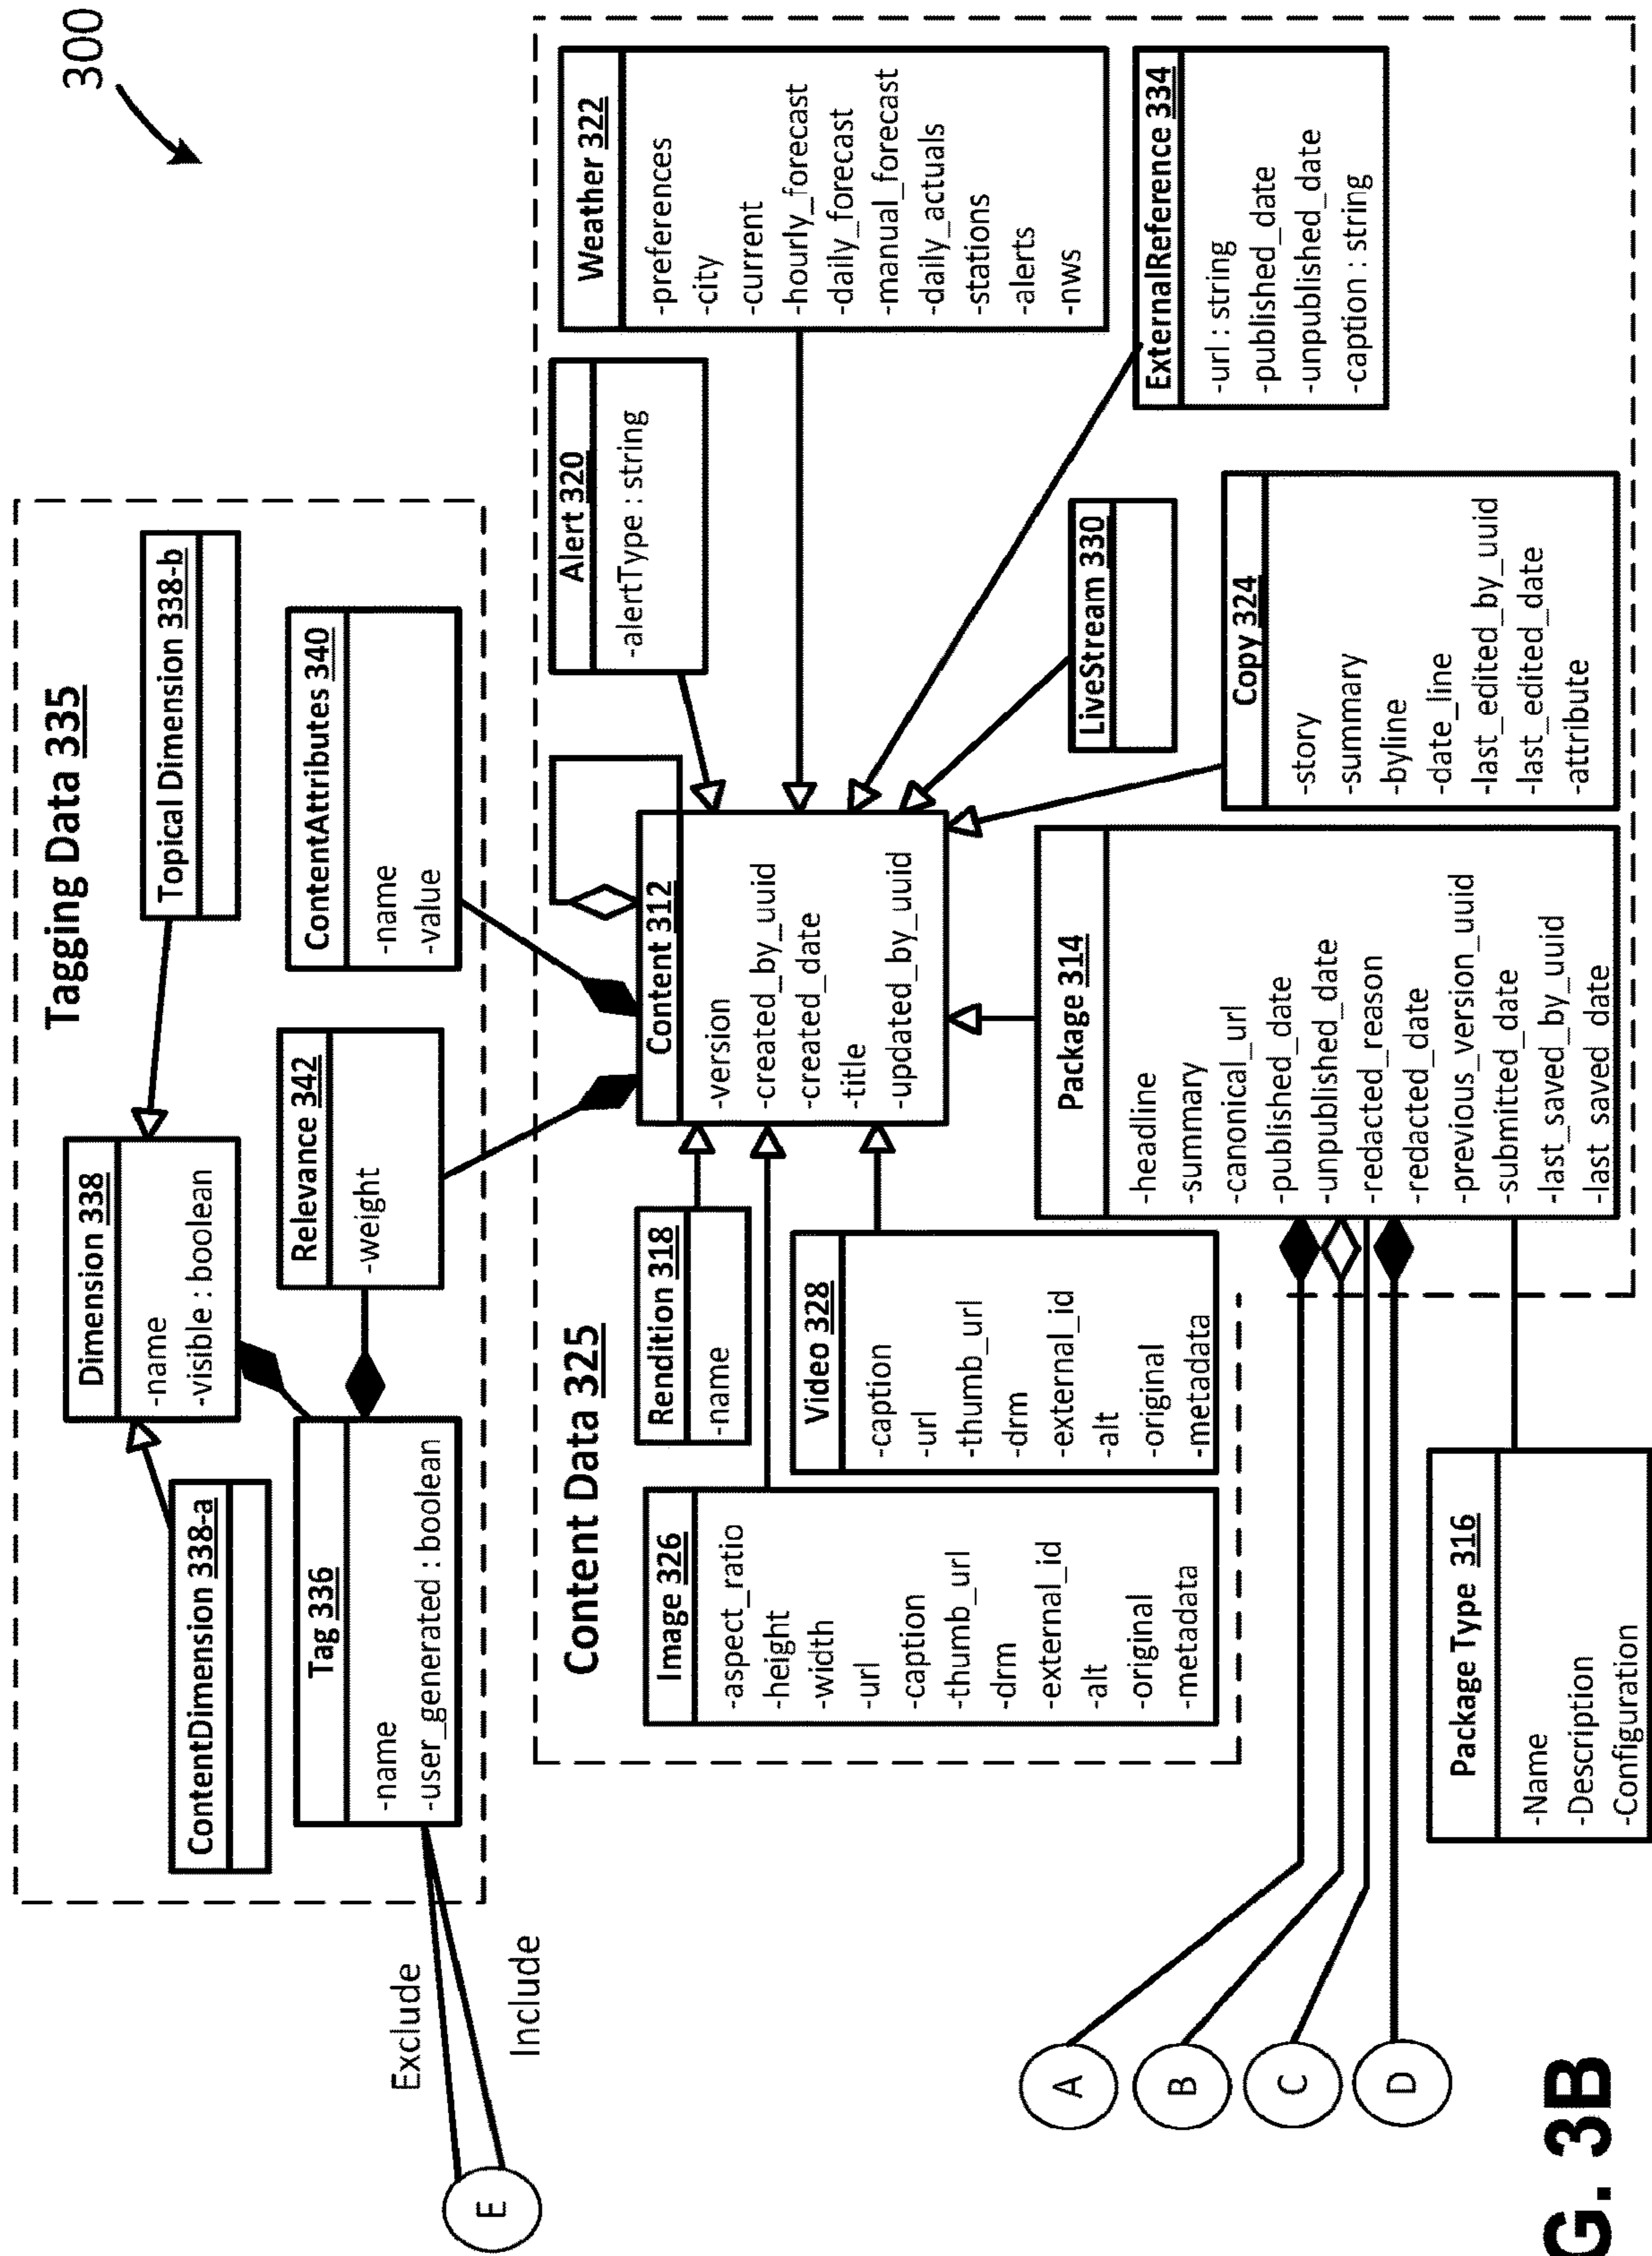 300
Tagging Data 335
ContentDimension 338-a
Dimension 338
-name
-visible : boolean
Topical Dimension 338-b
Tag 336
-name
-user_generated : boolean
Relevance 342
-weight
ContentAttributes 340
-name
-value
Exclude
Include
E
Content Data 325
Image 326
-aspect_ratio
-height
-width
-url
-caption
-thumb_url
-drm
-external_id
-alt
-original
-metadata
Rendition 318
-name
Video 328
-caption
-url
-thumb_url
-drm
-external_id
-alt
-original
-metadata
Content 312
-version
-created_by_uuid
-created_date
-title
-updated_by_uuid
Alert 320
-alertType : string
Weather 322
-preferences
-city
-current
-hourly_forecast
-daily_forecast
-manual_forecast
-daily_actuals
-stations
-alerts
-nws
ExternalReference 334
-url : string
-published_date
-unpublished_date
-caption : string
LiveStream 330
Copy 324
-story
-summary
-byline
-date_line
-last_edited_by_uuid
-last_edited_date
-attribute
Package 314
-headline
-summary
-canonical_url
-published_date
-unpublished_date
-redacted_reason
-redacted_date
-previous_version_uuid
-submitted_date
-last_saved_by_uuid
-last_saved_date
A
B
C
D
Package Type 316
-Name
-Description
-Configuration
G. 3B